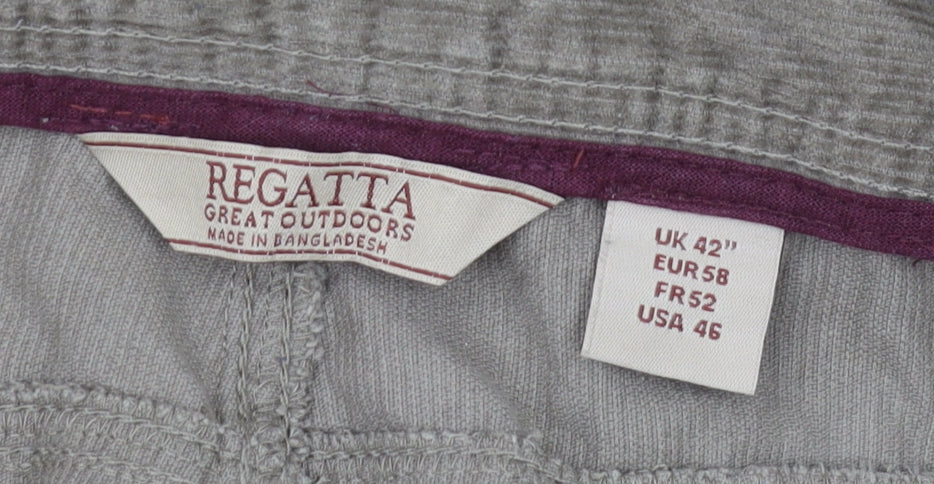 REGATTA
GREAT OUTDOORS
MADE IN BANGLADESH
UK 42"
EUR 58
FR 52
USA 46